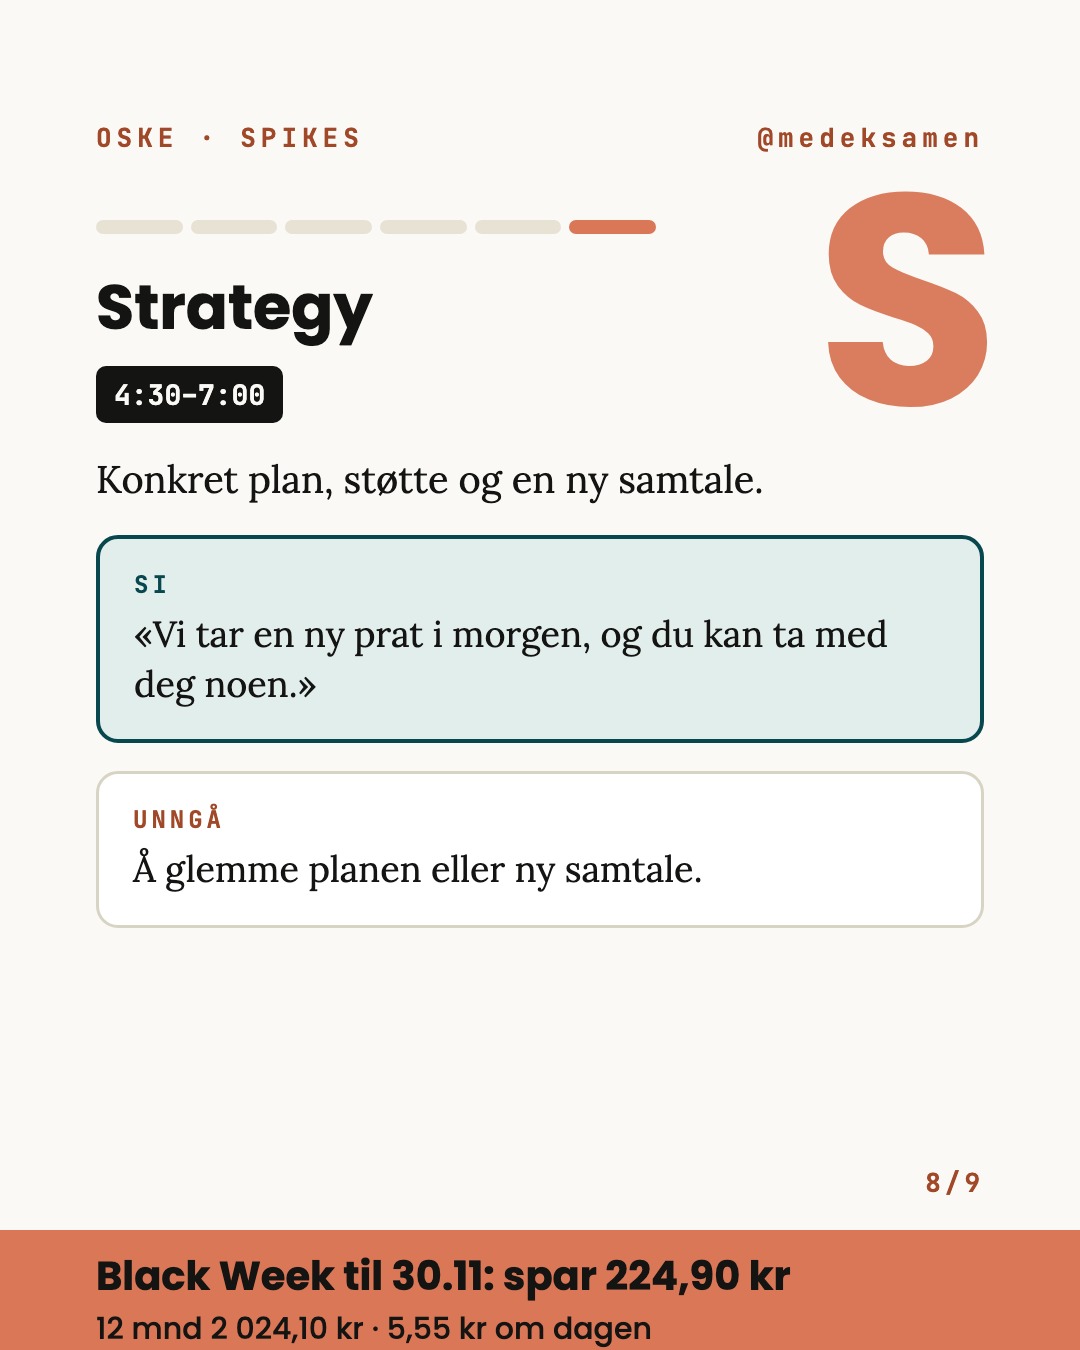 OSKE · SPIKES
@medeksamen
S
Strategy
4:30–7:00
Konkret plan, støtte og en ny samtale.
SI
«Vi tar en ny prat i morgen, og du kan ta med
deg noen.»
UNNGÅ
Å glemme planen eller ny samtale.
8/9
Black Week til 30.11: spar 224,90 kr
12 mnd 2 024,10 kr · 5,55 kr om dagen